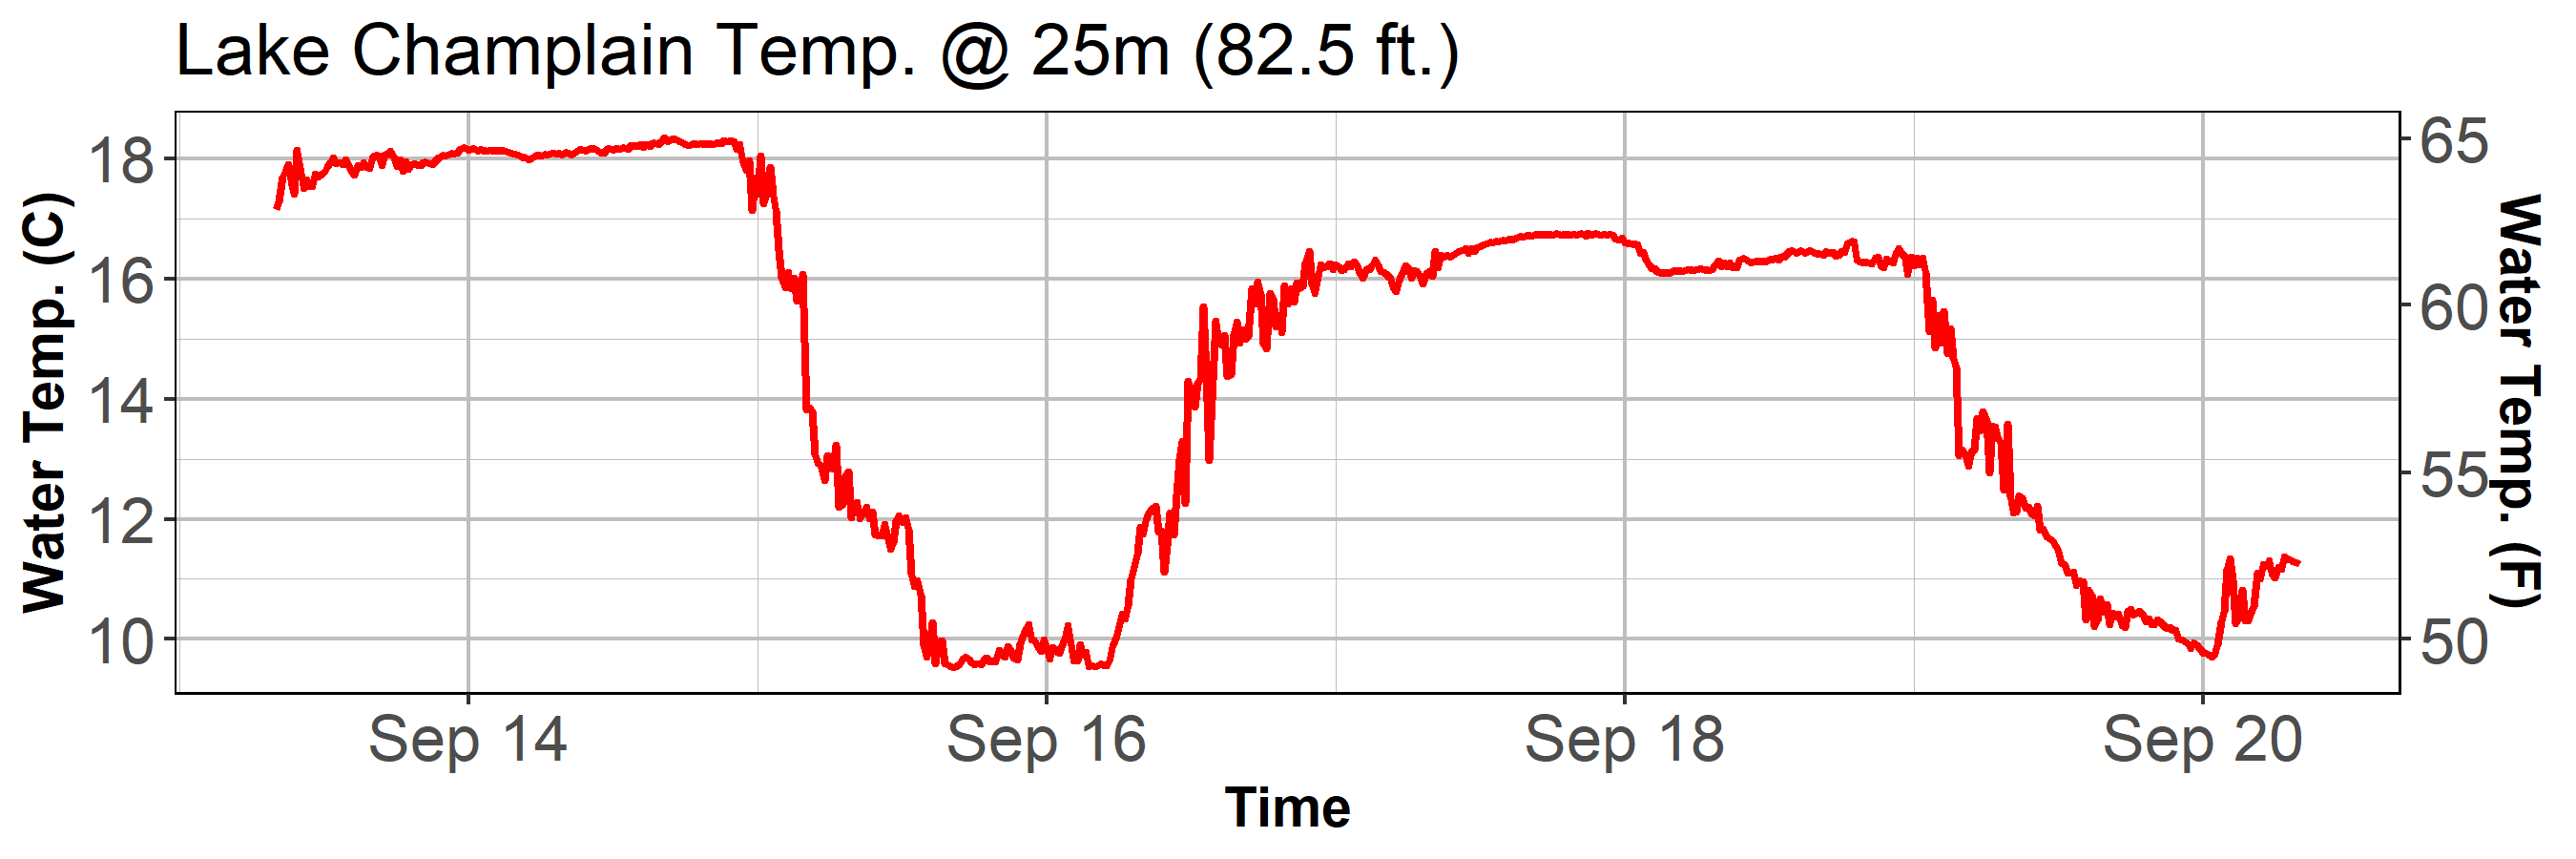 Lake Champlain Temp. @ 25m (82.5 ft.)
Water Temp. (C)
18
16
14
12
10
65
60
55
50
Water Temp. (F)
Sep 14
Sep 16
Sep 18
Sep 20
Time